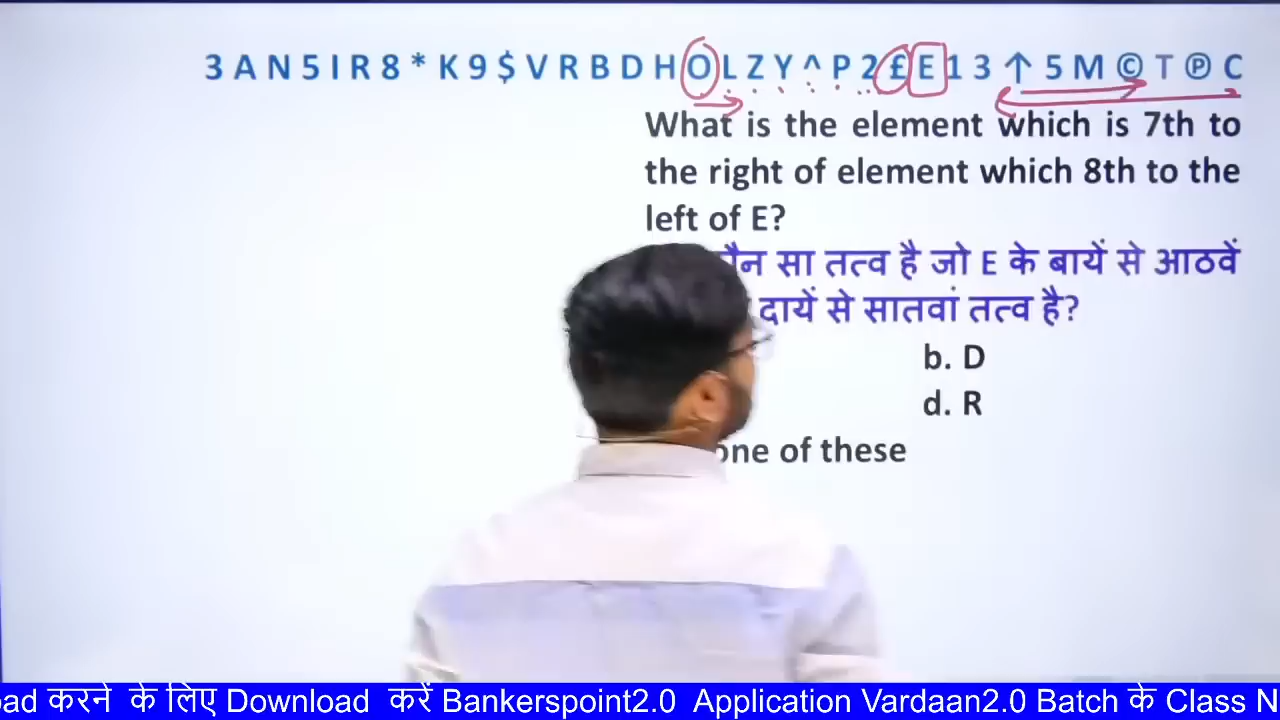 3 A N 5 I R 8 * K 9 $ V R B D H O L Z Y ^ P 2 £ E 1 3 ↑ 5 M © T ℗ C
What is the element which is 7th to
the right of element which 8th to the
left of E?
सा तत्व है जो E के बायें से आठवें
दायें से सातवां तत्व है?
b. D
d. R
of these
करने के लिए Download करें Bankerspoint2.0 Application Vardaan2.0 Batch के Class